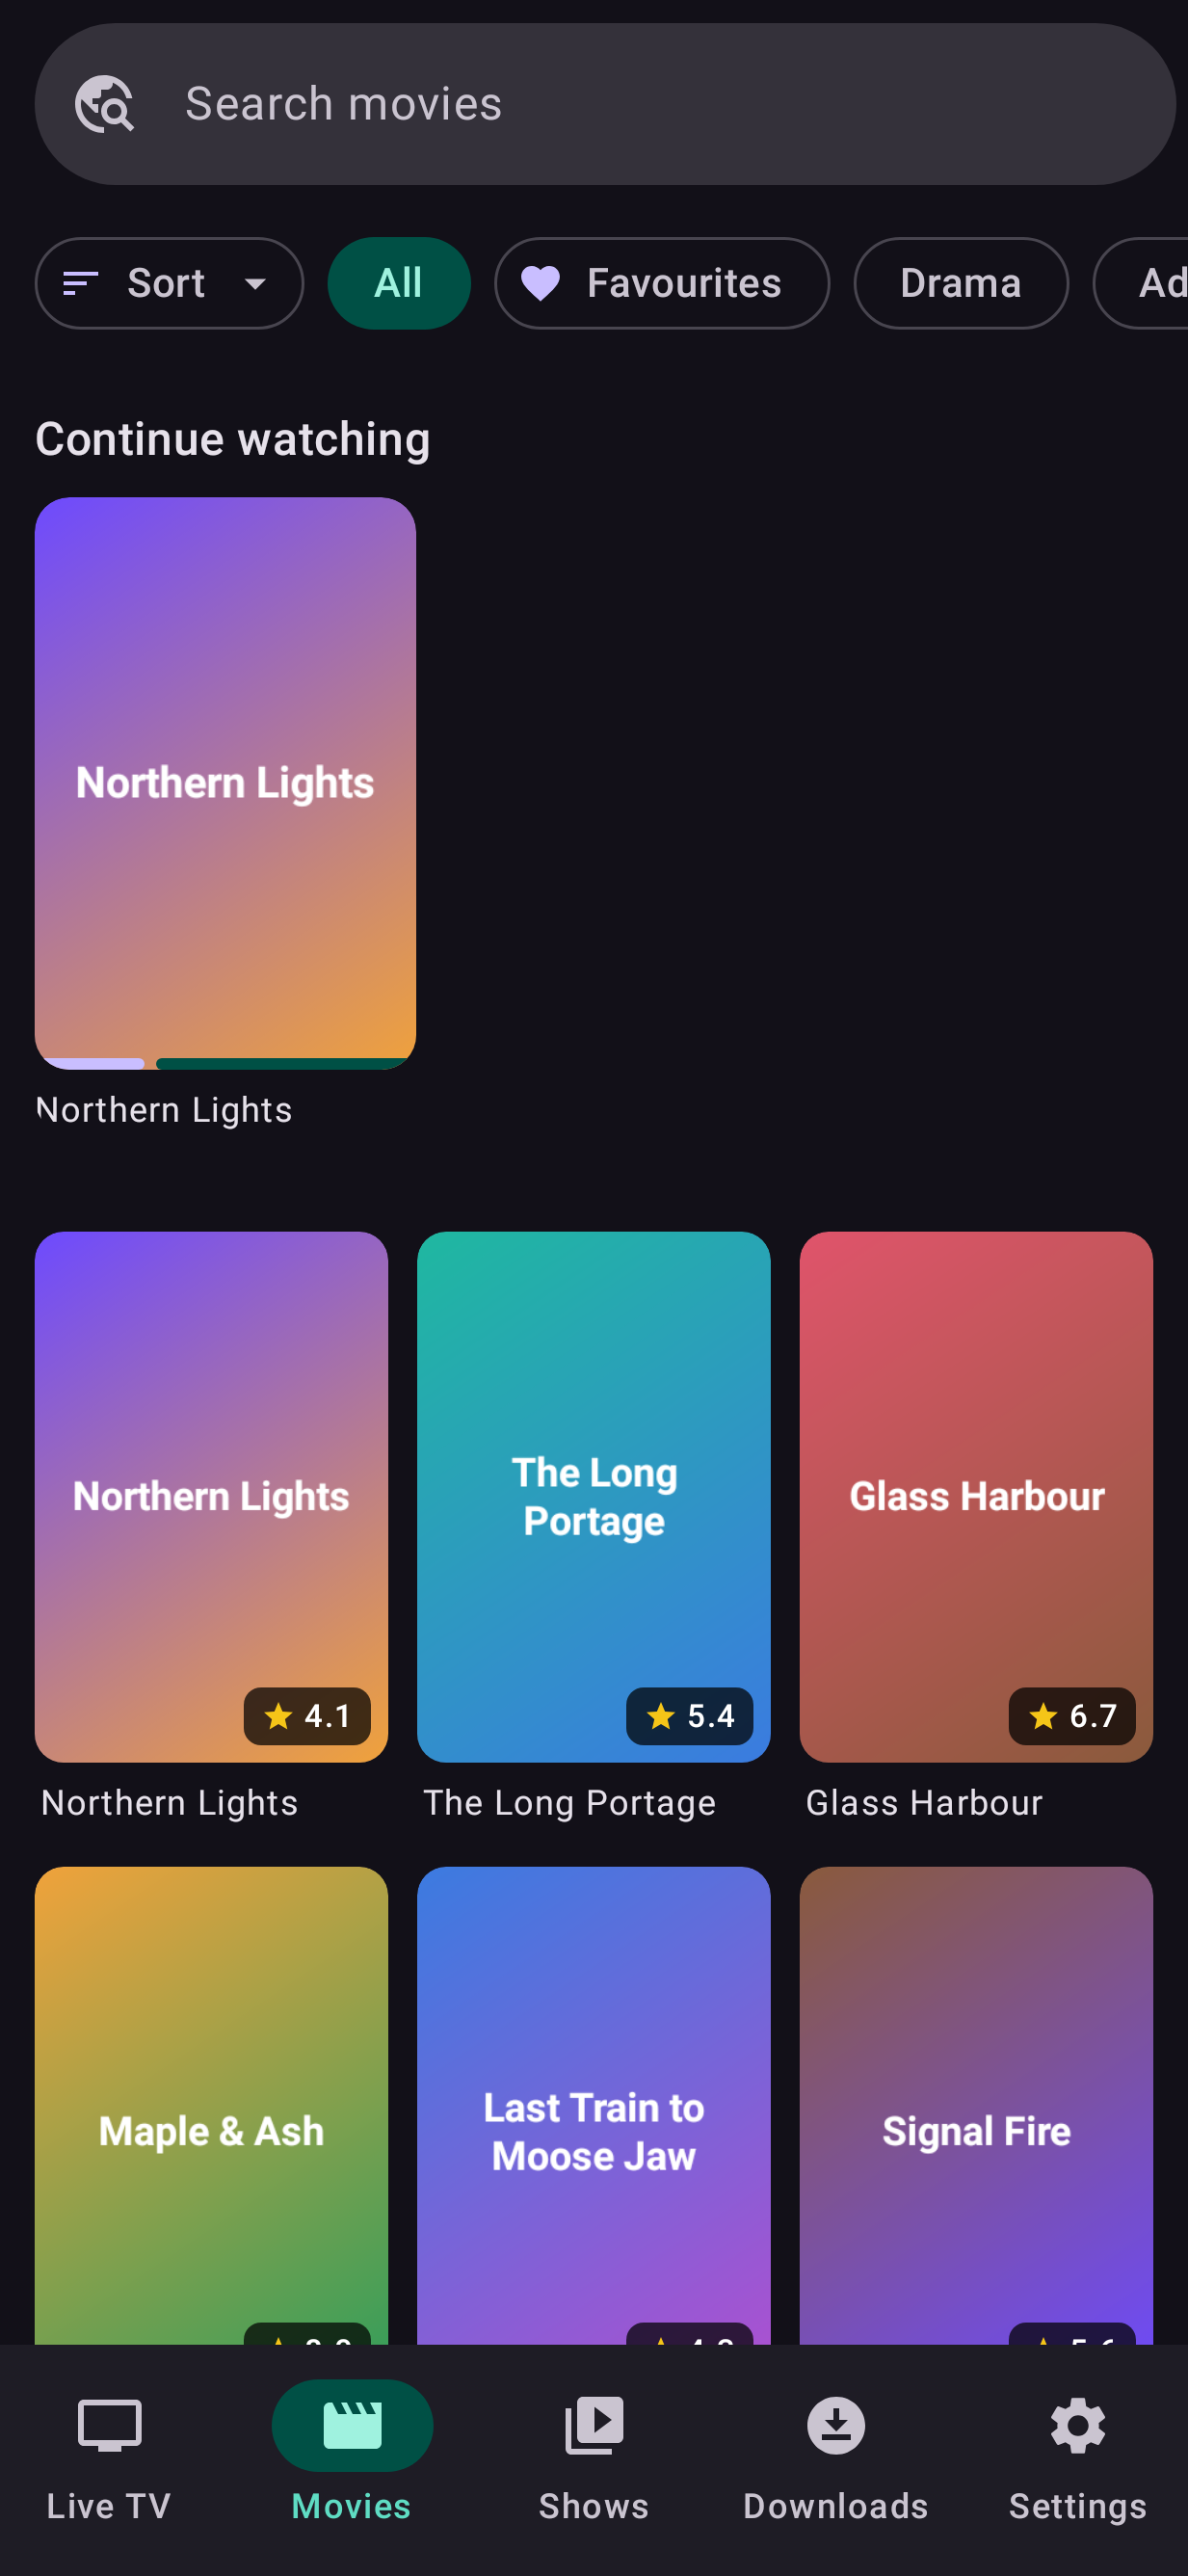 Search movies
Sort
All
Favourites
Drama
Continue watching
Northern Lights
Northern Lights
Northern Lights
The Long
Portage
Glass Harbour
4.1
5.4
6.7
Northern Lights
The Long Portage
Glass Harbour
Maple & Ash
Last Train to
Moose Jaw
Signal Fire
Live TV
Movies
Shows
Downloads
Settings